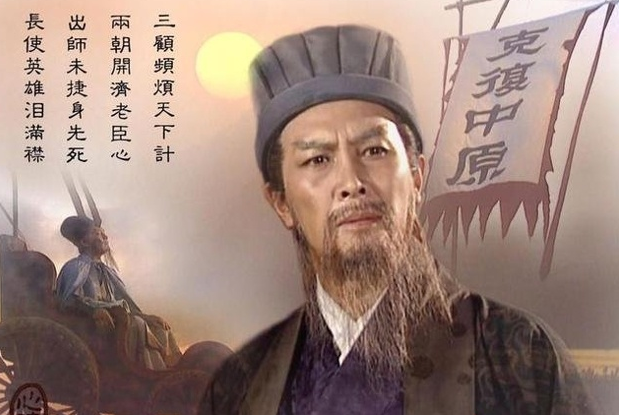 三顧頻煩天下計
兩朝開濟老臣心
出師未捷身先死
長使英雄淚滿襟
克復中原